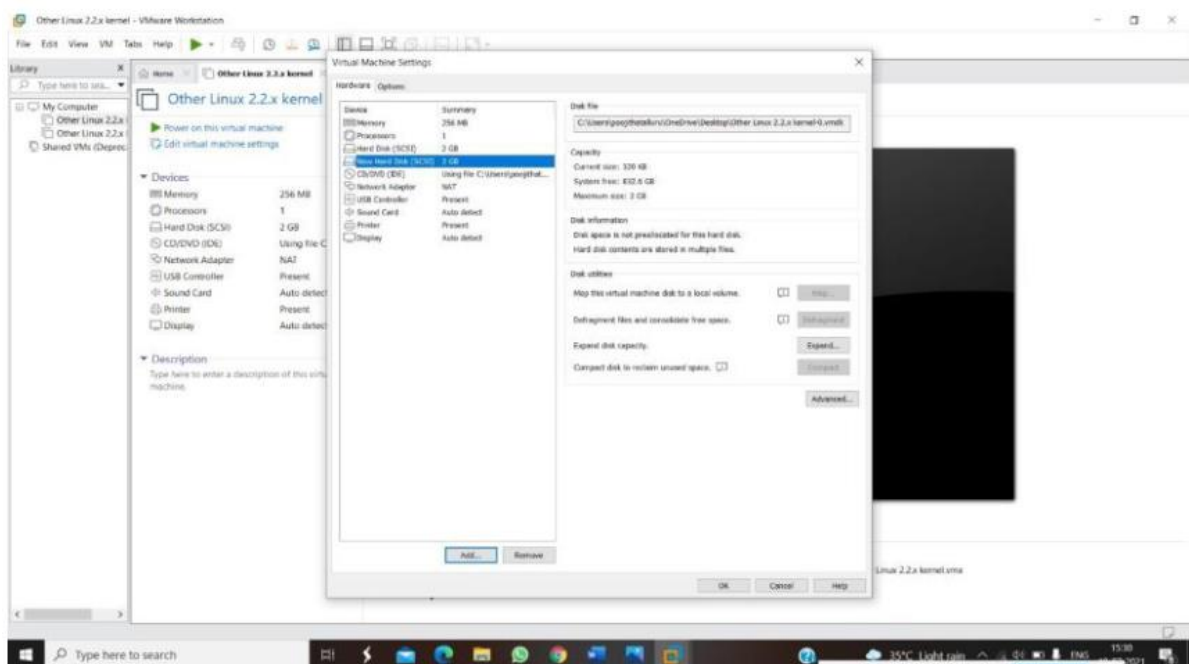 Other Linux 2.2.x kernel - VMware Workstation
File Edit View VM Tabs Help
Library
Type here to sea...
My Computer
Other Linux 2.2.x
Other Linux 2.2.x
Shared VMs (Deprec
Home
Other Linux 2.2.x kernel
Other Linux 2.2.x kernel
Power on this virtual machine
Edit virtual machine settings
Devices
Memory 256 MB
Processors 1
Hard Disk (SCSI) 2 GB
CD/DVD (IDE) Using file C
Network Adapter NAT
USB Controller Present
Sound Card Auto detect
Printer Present
Display Auto detect
Description
Type here to enter a description of this virtu
machine.
Virtual Machine Settings
Hardware Options
Device Summary
Memory 256 MB
Processors 1
Hard Disk (SCSI) 2 GB
New Hard Disk (SCSI) 2 GB
CD/DVD (IDE) Using file C:\Users\poojithat...
Network Adapter NAT
USB Controller Present
Sound Card Auto detect
Printer Present
Display Auto detect
Add... Remove
Disk file
Capacity
Current size: 320 KB
System free: 832.6 GB
Maximum size: 2 GB
Disk information
Disk space is not preallocated for this hard disk.
Hard disk contents are stored in multiple files.
Disk utilities
Map this virtual machine disk to a local volume. Map...
Defragment files and consolidate free space. Defragment
Expand disk capacity. Expand...
Compact disk to reclaim unused space. Compact
Advanced...
OK Cancel Help
Linux 2.2.x kernel.vmx
Type here to search
35°C Light rain
ENG
15:30